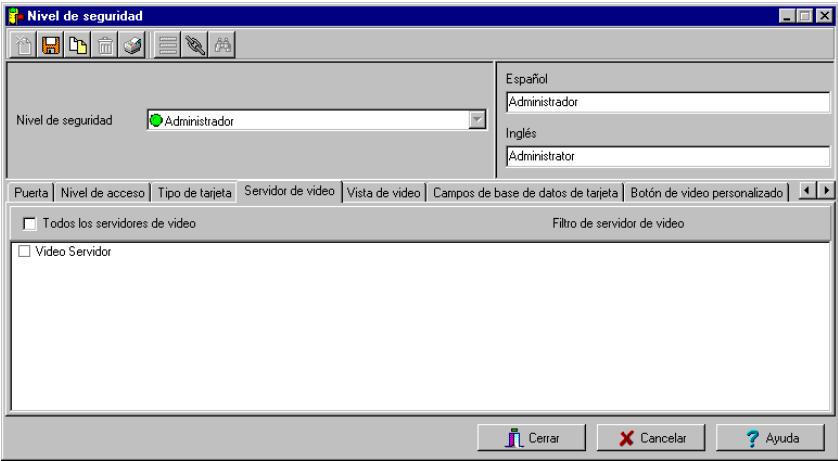 Nivel de seguridad
Español
Administrador
Nivel de seguridad Administrador
Inglés
Administrator
Puerta Nivel de acceso Tipo de tarjeta Servidor de video Vista de video Campos de base de datos de tarjeta Botón de video personalizado
Todos los servidores de video Filtro de servidor de video
Video Servidor
Cerrar Cancelar Ayuda